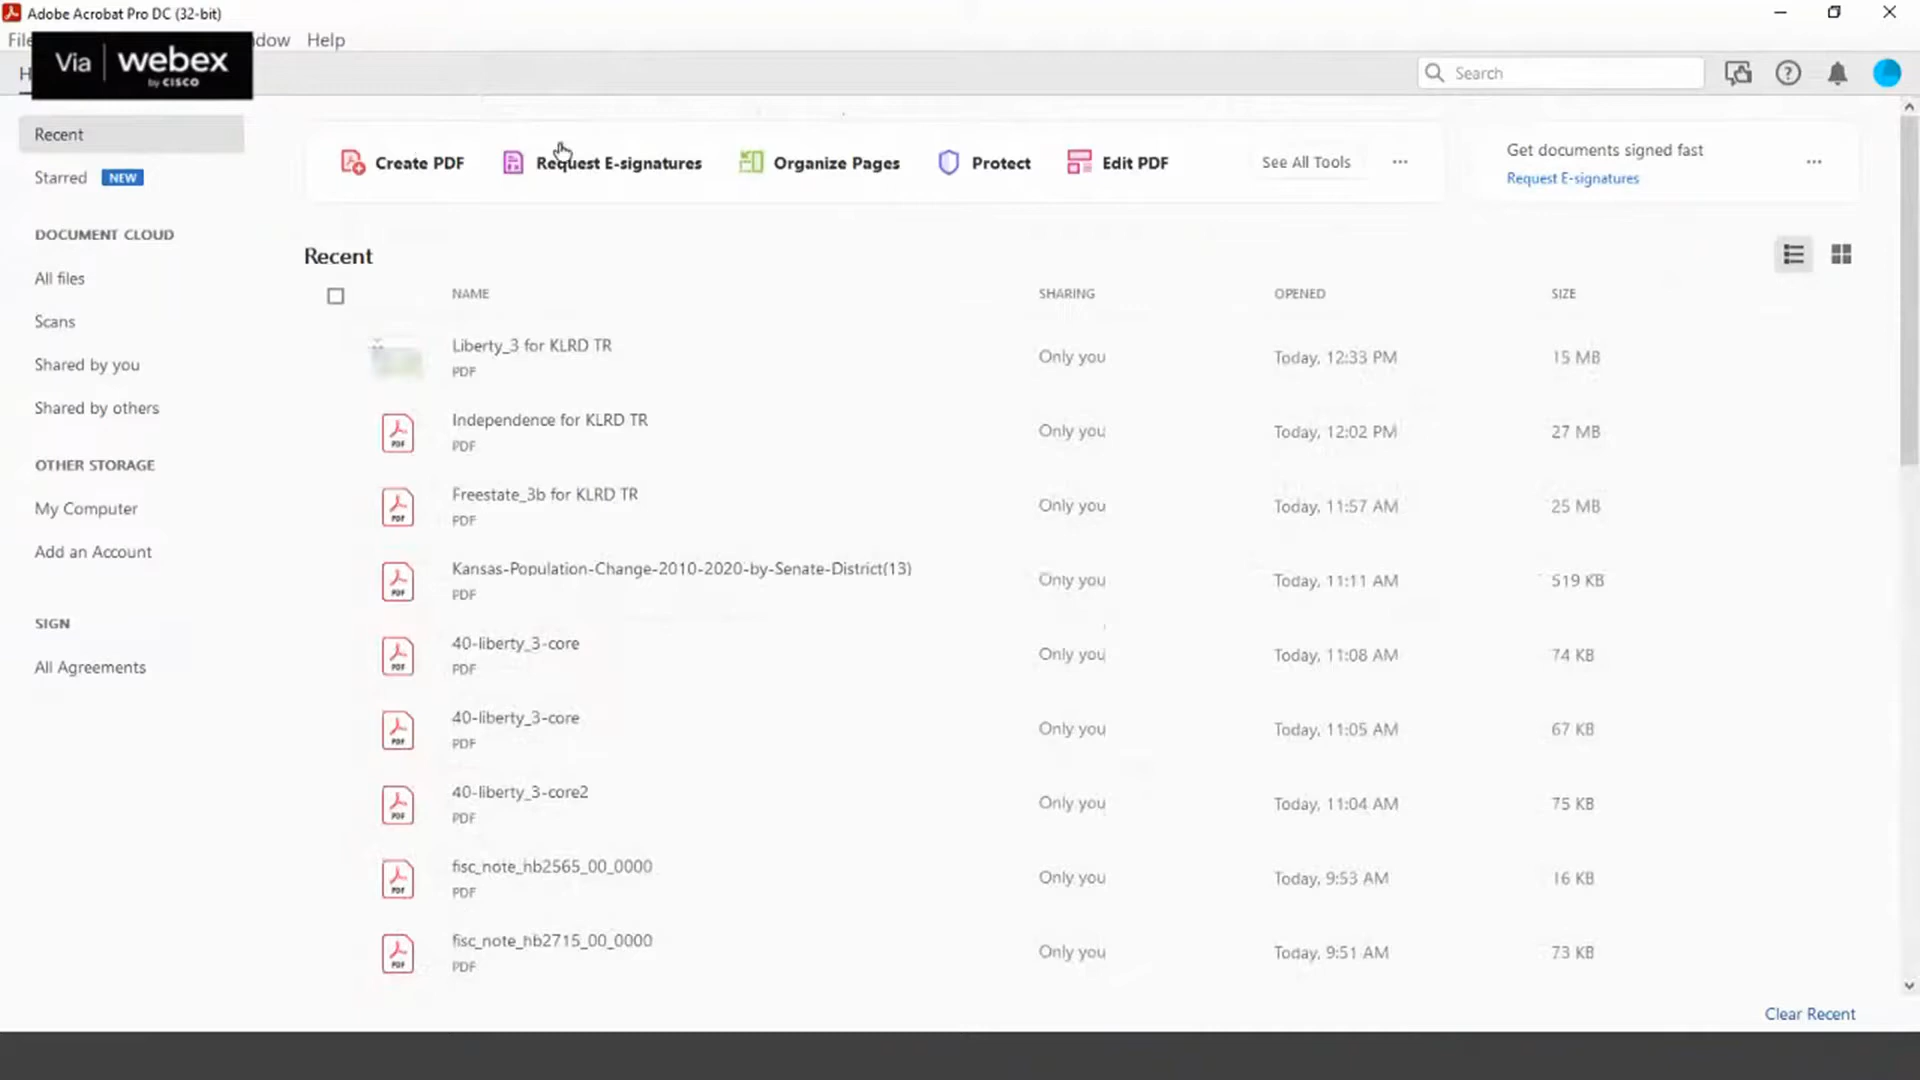 Adobe Acrobat Pro DC (32-bit)
Help
Via | webex
by CISCO
Search
Recent
Starred NEW
DOCUMENT CLOUD
All files
Scans
Shared by you
Shared by others
OTHER STORAGE
My Computer
Add an Account
SIGN
All Agreements
Create PDF Request E-signatures Organize Pages Protect Edit PDF See All Tools ...
Get documents signed fast ...
Request E-signatures
Recent
NAME SHARING OPENED SIZE
Liberty_3 for KLRD TR Only you Today, 12:33 PM 15 MB
PDF
Independence for KLRD TR Only you Today, 12:02 PM 27 MB
PDF
Freestate_3b for KLRD TR Only you Today, 11:57 AM 25 MB
PDF
Kansas-Population-Change-2010-2020-by-Senate-District(13) Only you Today, 11:11 AM 519 KB
PDF
40-liberty_3-core Only you Today, 11:08 AM 74 KB
PDF
40-liberty_3-core Only you Today, 11:05 AM 67 KB
PDF
40-liberty_3-core2 Only you Today, 11:04 AM 75 KB
PDF
fisc_note_hb2565_00_0000 Only you Today, 9:53 AM 16 KB
PDF
fisc_note_hb2715_00_0000 Only you Today, 9:51 AM 73 KB
PDF
Clear Recent